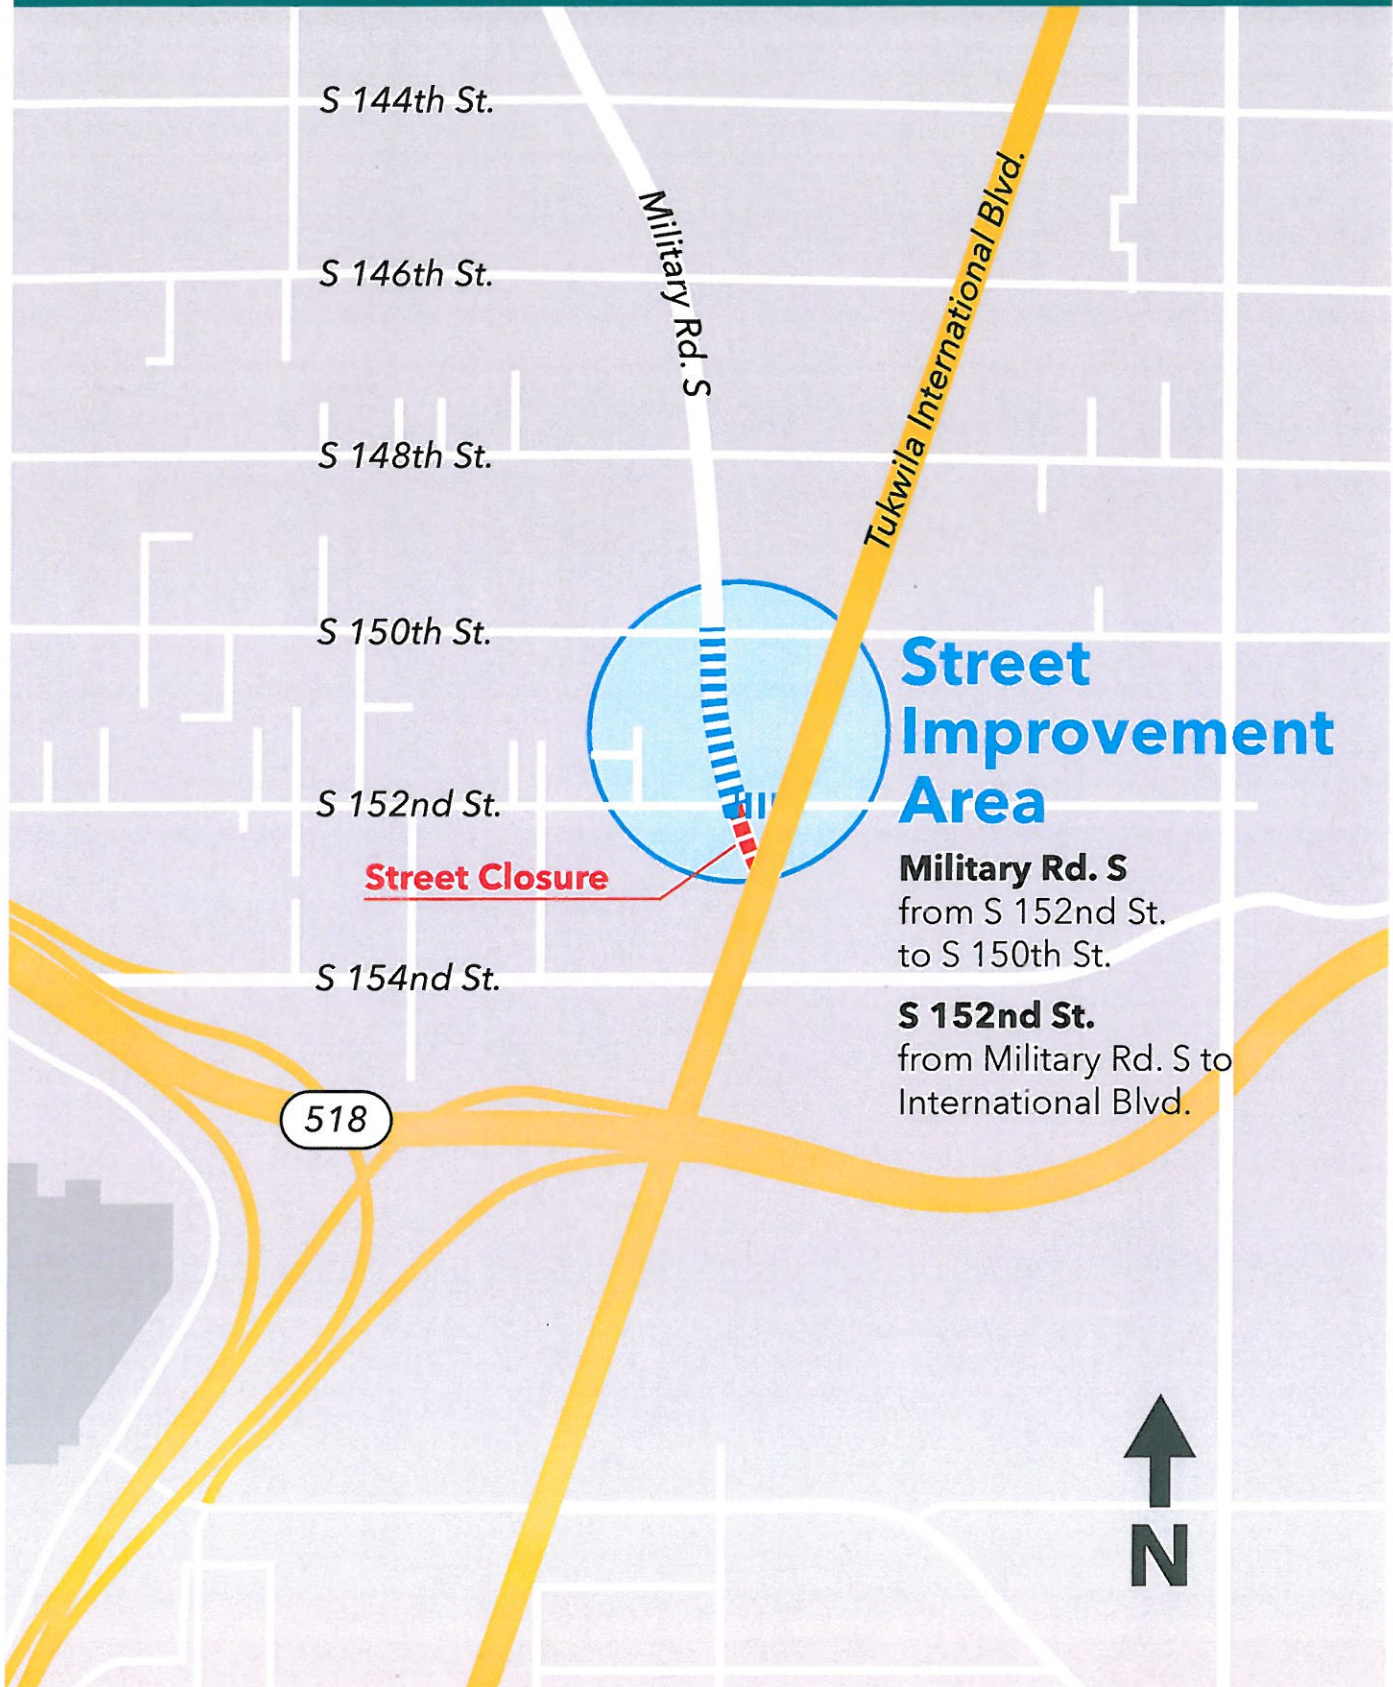 S 144th St.
Military Rd. S
Tukwila International Blvd.
S 146th St.
S 148th St.
S 150th St.
Street
Improvement
Area
S 152nd St.
Street Closure
Military Rd. S
from S 152nd St.
to S 150th St.
S 154nd St.
S 152nd St.
from Military Rd. S to
International Blvd.
518
N